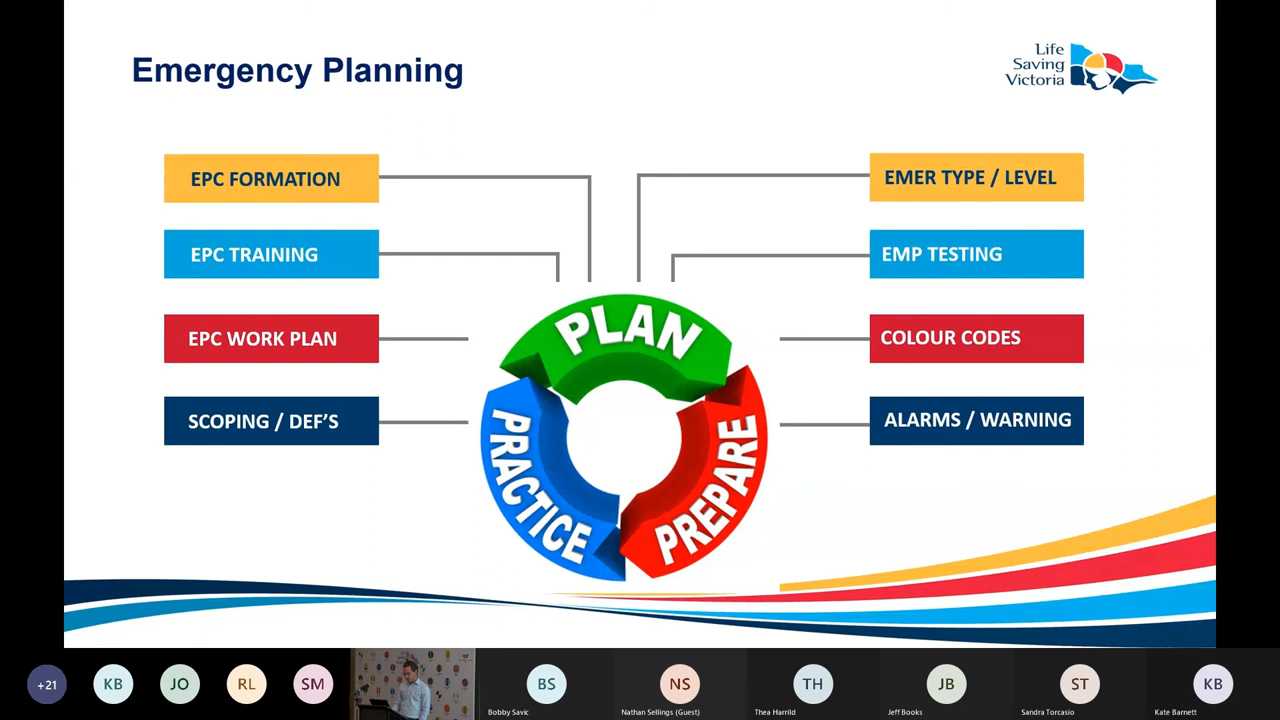 Emergency Planning
Life
Saving
Victoria
EPC FORMATION
EPC TRAINING
EPC WORK PLAN
SCOPING / DEF'S
EMER TYPE / LEVEL
EMP TESTING
COLOUR CODES
ALARMS / WARNING
PLAN
PREPARE
PRACTICE
+21
KB
JO
RL
SM
BS
Bobby Savic
NS
Nathan Sellings (Guest)
TH
Thea Harrild
JB
Jeff Books
ST
Sandra Torcasio
KB
Kate Barnett